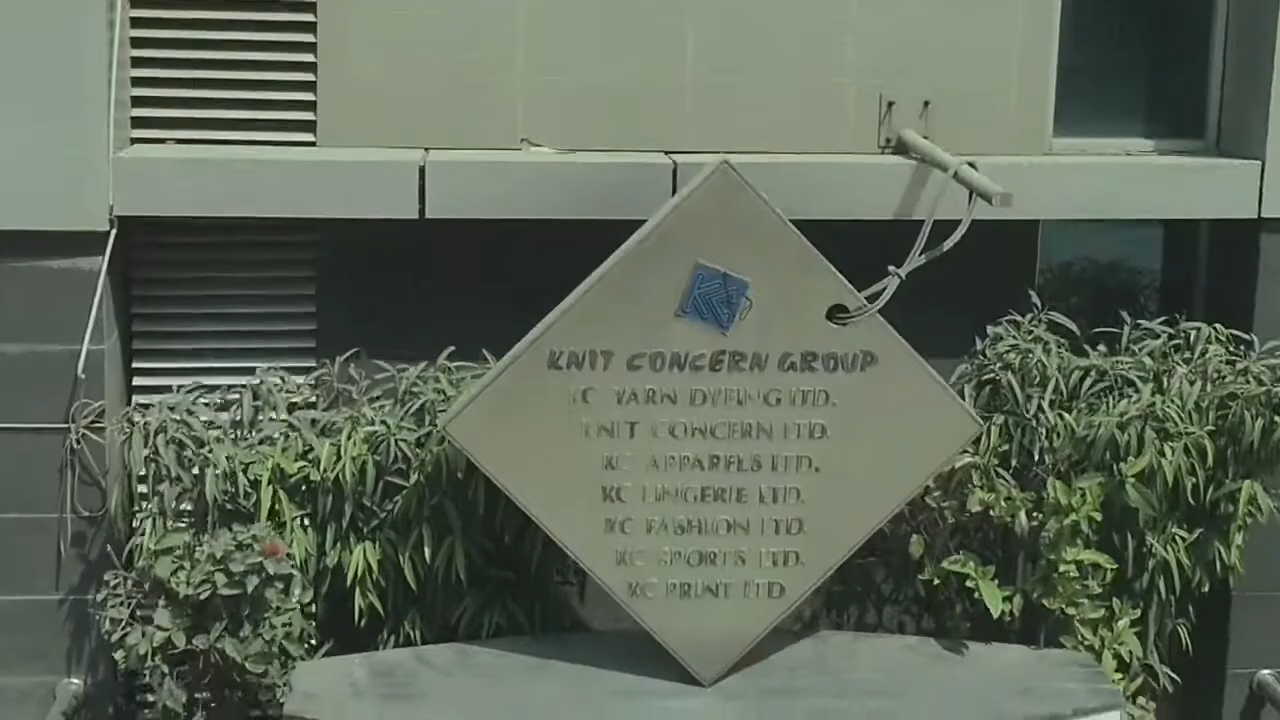 KC
KNIT CONCERN GROUP
KC YARN DYEING LTD.
KNIT CONCERN LTD.
KC APPARELS LTD.
KC LINGERIE LTD.
KC FASHION LTD.
KC SPORTS LTD.
KC PRINT LTD